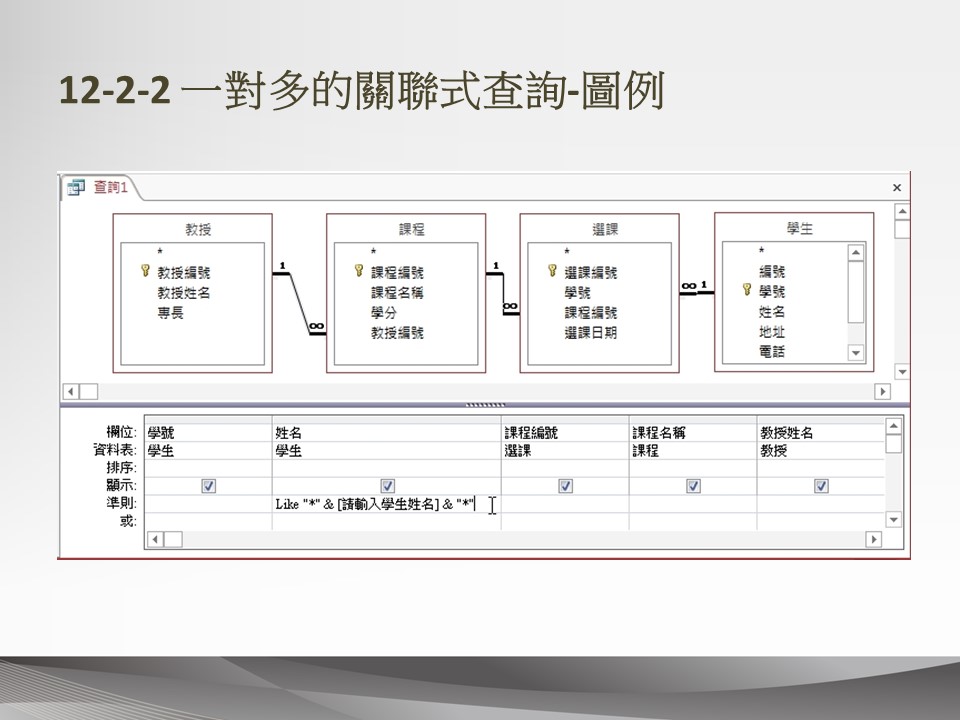 12-2-2 一對多的關聯式查詢-圖例
查詢1
教授
*
教授編號
教授姓名
專長
1
∞
課程
*
課程編號
課程名稱
學分
教授編號
1
∞
選課
*
選課編號
學號
課程編號
選課日期
∞ 1
學生
*
編號
學號
姓名
地址
電話
欄位: 學號 姓名 課程編號 課程名稱 教授姓名
資料表: 學生 學生 選課 課程 教授
排序:
顯示:
準則: Like "*" & [請輸入學生姓名] & "*"
或: